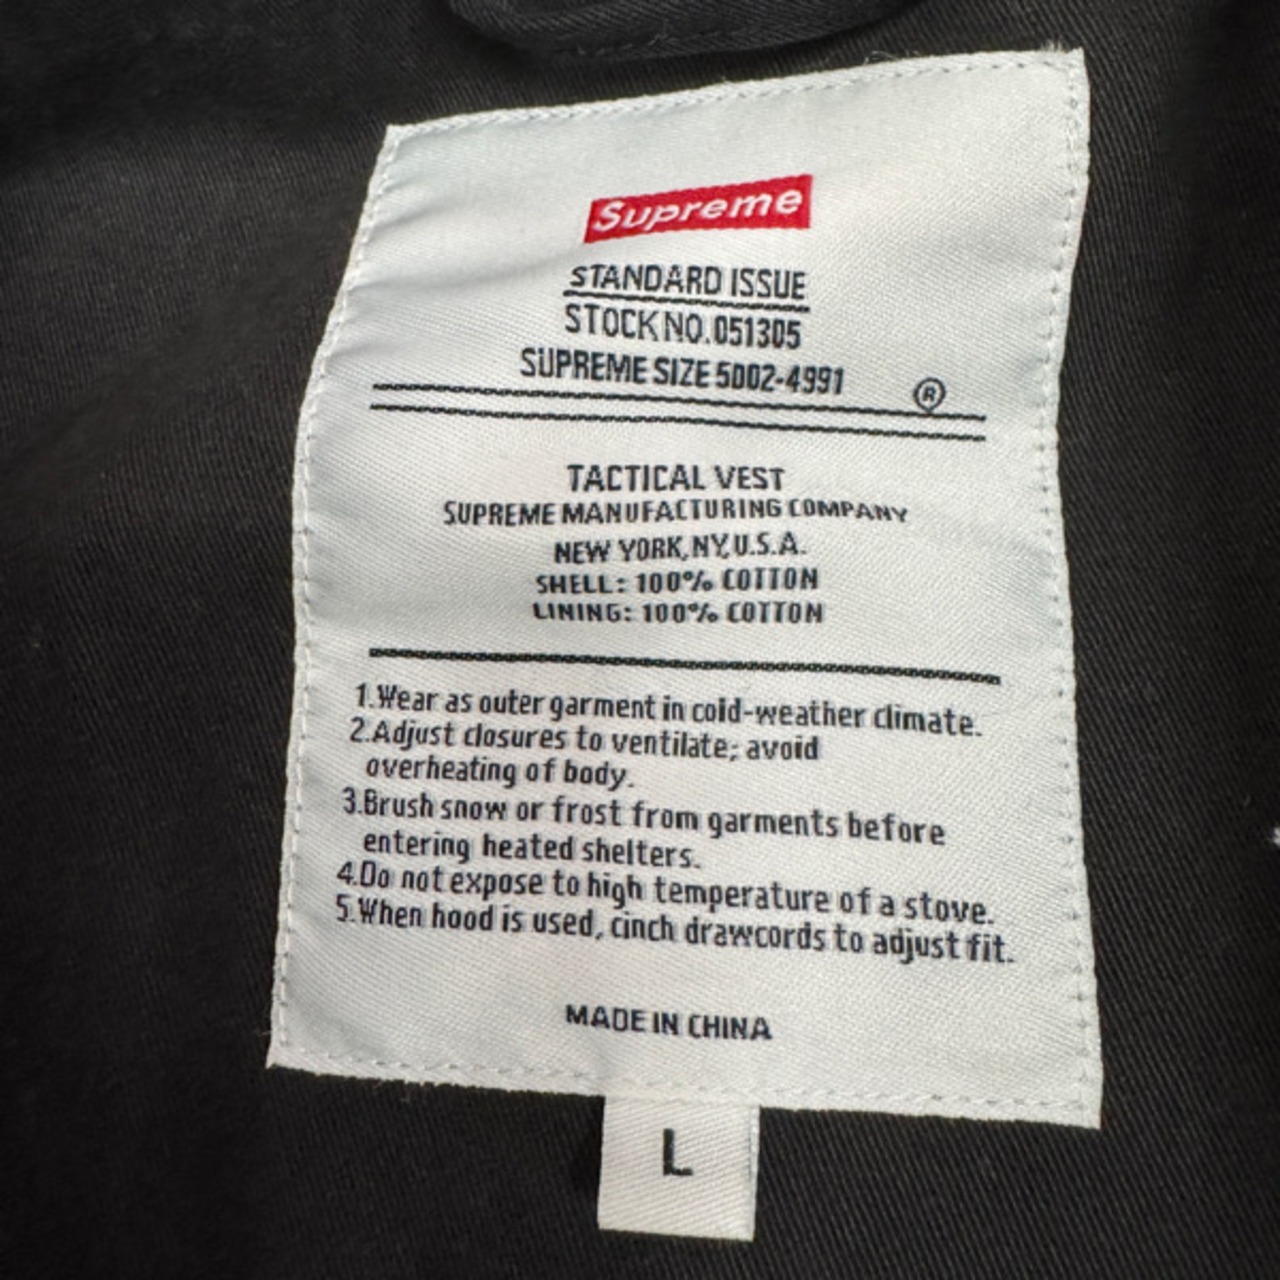 Supreme
STANDARD ISSUE
STOCK NO. 051305
SUPREME SIZE 5002-4991
®
TACTICAL VEST
SUPREME MANUFACTURING COMPANY
NEW YORK, NY, U.S.A.
SHELL: 100% COTTON
LINING: 100% COTTON
1.Wear as outer garment in cold-weather climate.
2.Adjust closures to ventilate; avoid
overheating of body.
3.Brush snow or frost from garments before
entering heated shelters.
4.Do not expose to high temperature of a stove.
5.When hood is used, cinch drawcords to adjust fit.
MADE IN CHINA
L